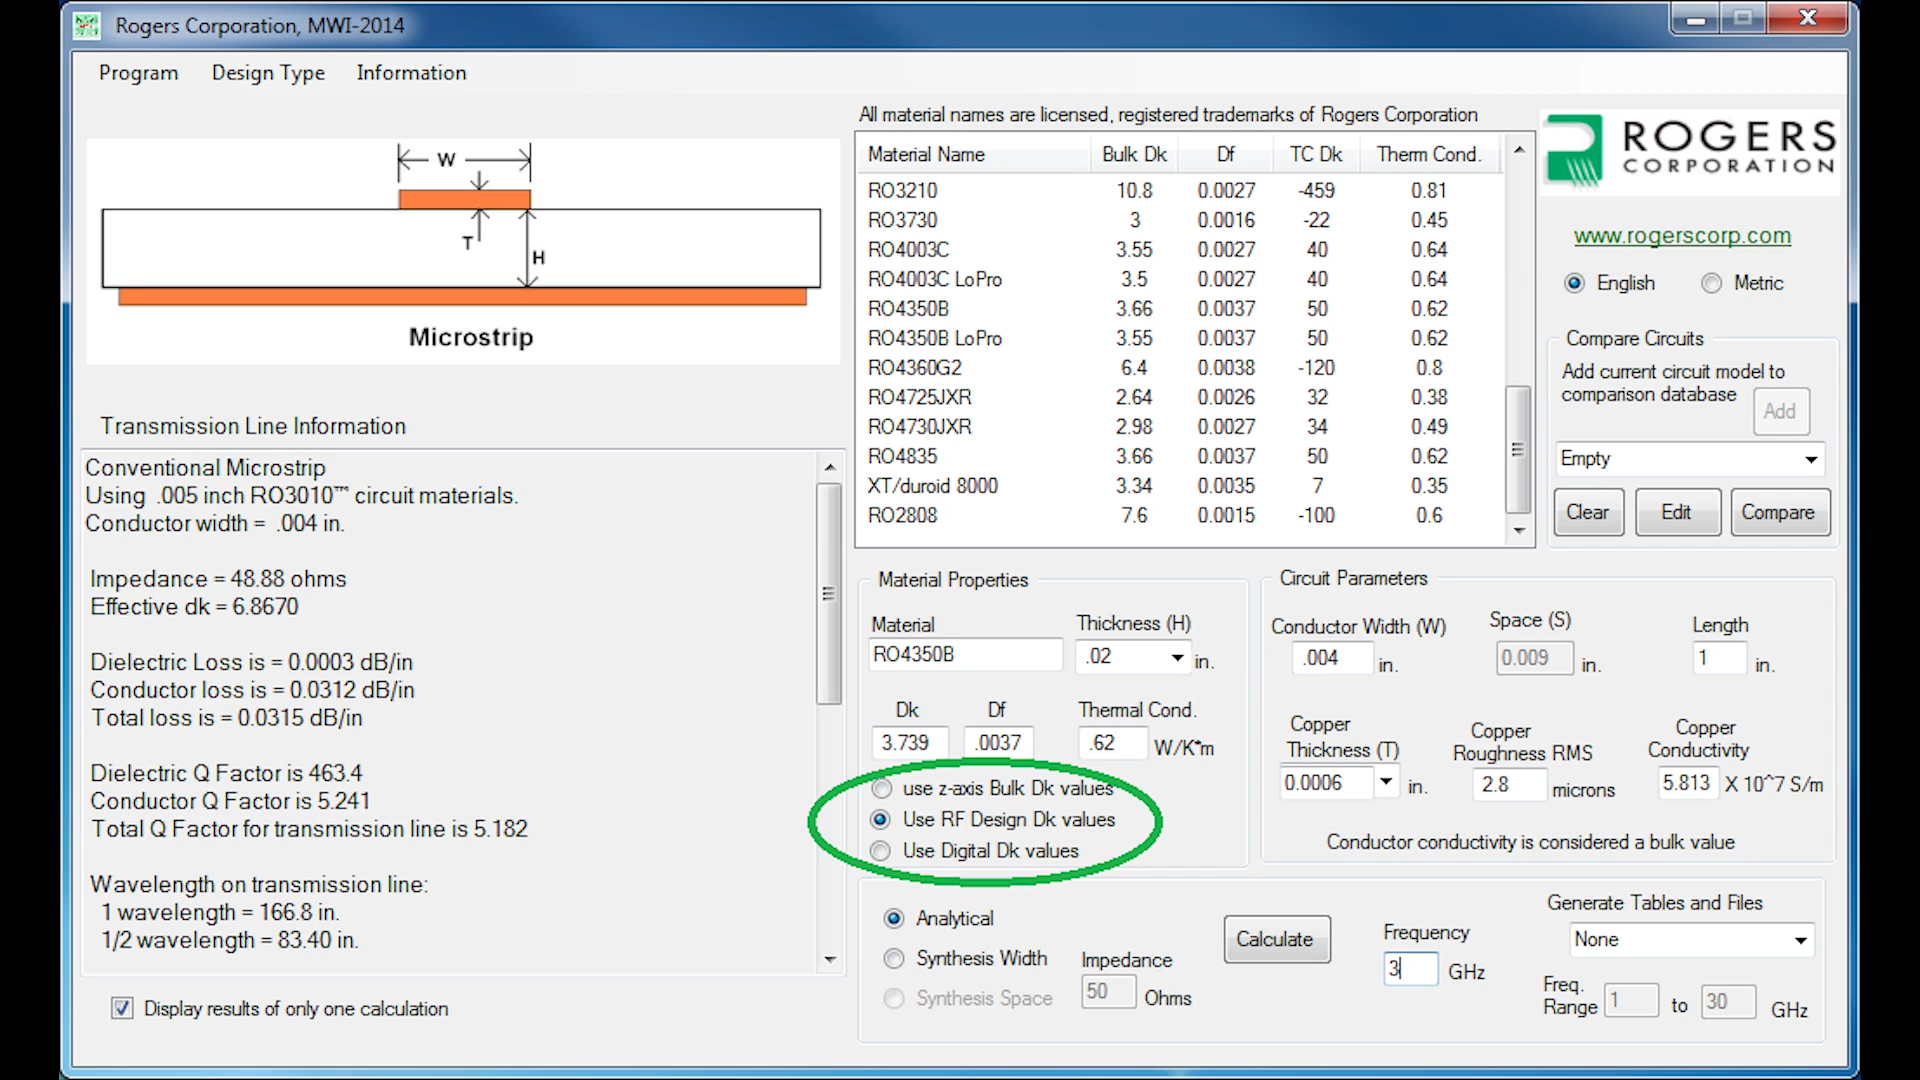 Rogers Corporation, MWI-2014
Program Design Type Information
W
T
H
Microstrip
Transmission Line Information
Conventional Microstrip
Using .005 inch RO3010™ circuit materials.
Conductor width = .004 in.
Impedance = 48.88 ohms
Effective dk = 6.8670
Dielectric Loss is = 0.0003 dB/in
Conductor loss is = 0.0312 dB/in
Total loss is = 0.0315 dB/in
Dielectric Q Factor is 463.4
Conductor Q Factor is 5.241
Total Q Factor for transmission line is 5.182
Wavelength on transmission line:
1 wavelength = 166.8 in.
1/2 wavelength = 83.40 in.
Display results of only one calculation
All material names are licensed, registered trademarks of Rogers Corporation
Material Name Bulk Dk Df TC Dk Therm Cond.
RO3210 10.8 0.0027 -459 0.81
RO3730 3 0.0016 -22 0.45
RO4003C 3.55 0.0027 40 0.64
RO4003C LoPro 3.5 0.0027 40 0.64
RO4350B 3.66 0.0037 50 0.62
RO4350B LoPro 3.55 0.0037 50 0.62
RO4360G2 6.4 0.0038 -120 0.8
RO4725JXR 2.64 0.0026 32 0.38
RO4730JXR 2.98 0.0027 34 0.49
RO4835 3.66 0.0037 50 0.62
XT/duroid 8000 3.34 0.0035 7 0.35
RO2808 7.6 0.0015 -100 0.6
ROGERS
CORPORATION
www.rogerscorp.com
English Metric
Compare Circuits
Add current circuit model to
comparison database
Add
Empty
Clear Edit Compare
Material Properties
Material Thickness (H)
RO4350B .02 in.
Dk Df Thermal Cond.
3.739 .0037 .62 W/K*m
use z-axis Bulk Dk values
Use RF Design Dk values
Use Digital Dk values
Circuit Parameters
Conductor Width (W) Space (S) Length
.004 in. 0.009 in. 1 in.
Copper
Thickness (T)
0.0006 in.
Copper
Roughness RMS
2.8 microns
Copper
Conductivity
5.813 X 10^7 S/m
Conductor conductivity is considered a bulk value
Analytical
Synthesis Width
Synthesis Space
Impedance
50 Ohms
Calculate
Frequency
3 GHz
Generate Tables and Files
None
Freq.
Range 1 to 30 GHz